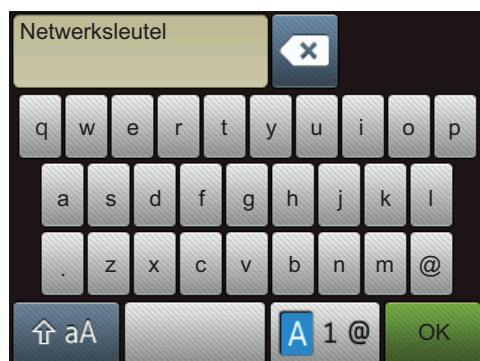 Netwerksleutel
q w e r t y u i o p
a s d f g h j k l
. z x c v b n m @
aA A 1 @ OK